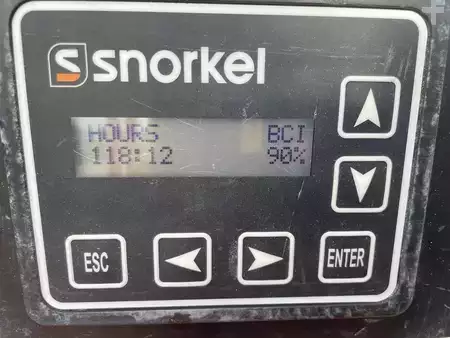 snorkel
HOURS BCI
118:12 90%
ESC ENTER